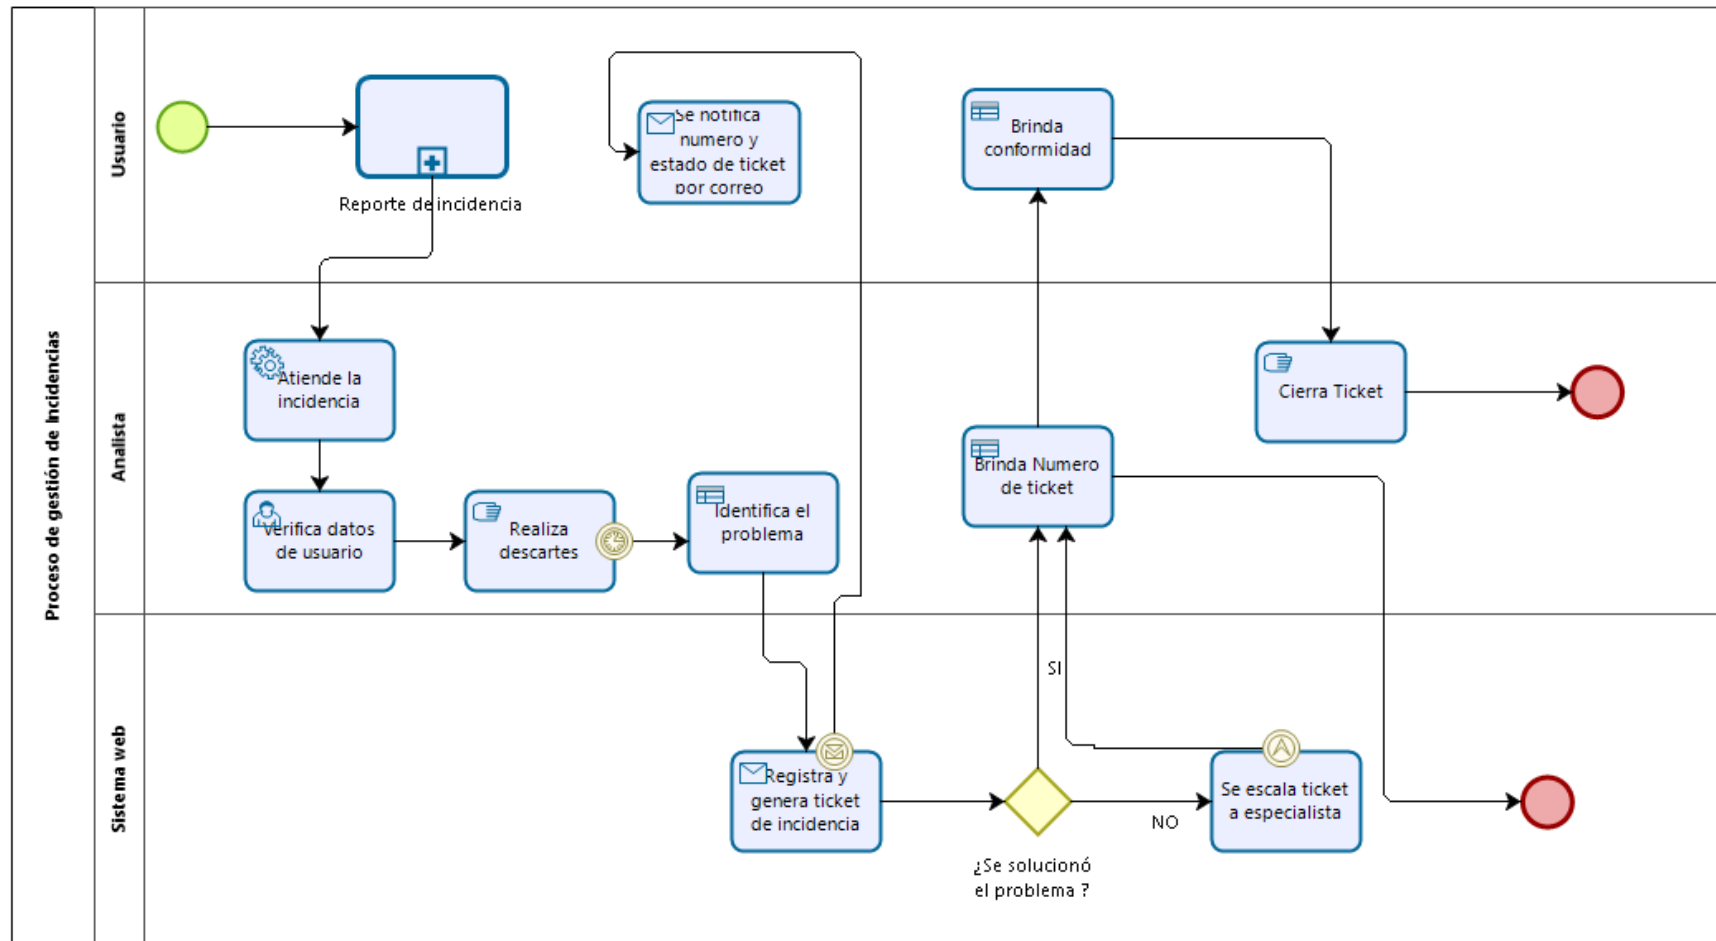 Proceso de gestión de Incidencias
Usuario
Reporte de incidencia
Se notifica
numero y
estado de ticket
por correo
Brinda
conformidad
Analista
Atiende la
incidencia
Verifica datos
de usuario
Realiza
descartes
Identifica el
problema
Brinda Numero
de ticket
Cierra Ticket
Sistema web
Registra y
genera ticket
de incidencia
¿Se solucionó
el problema ?
SI
NO
Se escala ticket
a especialista